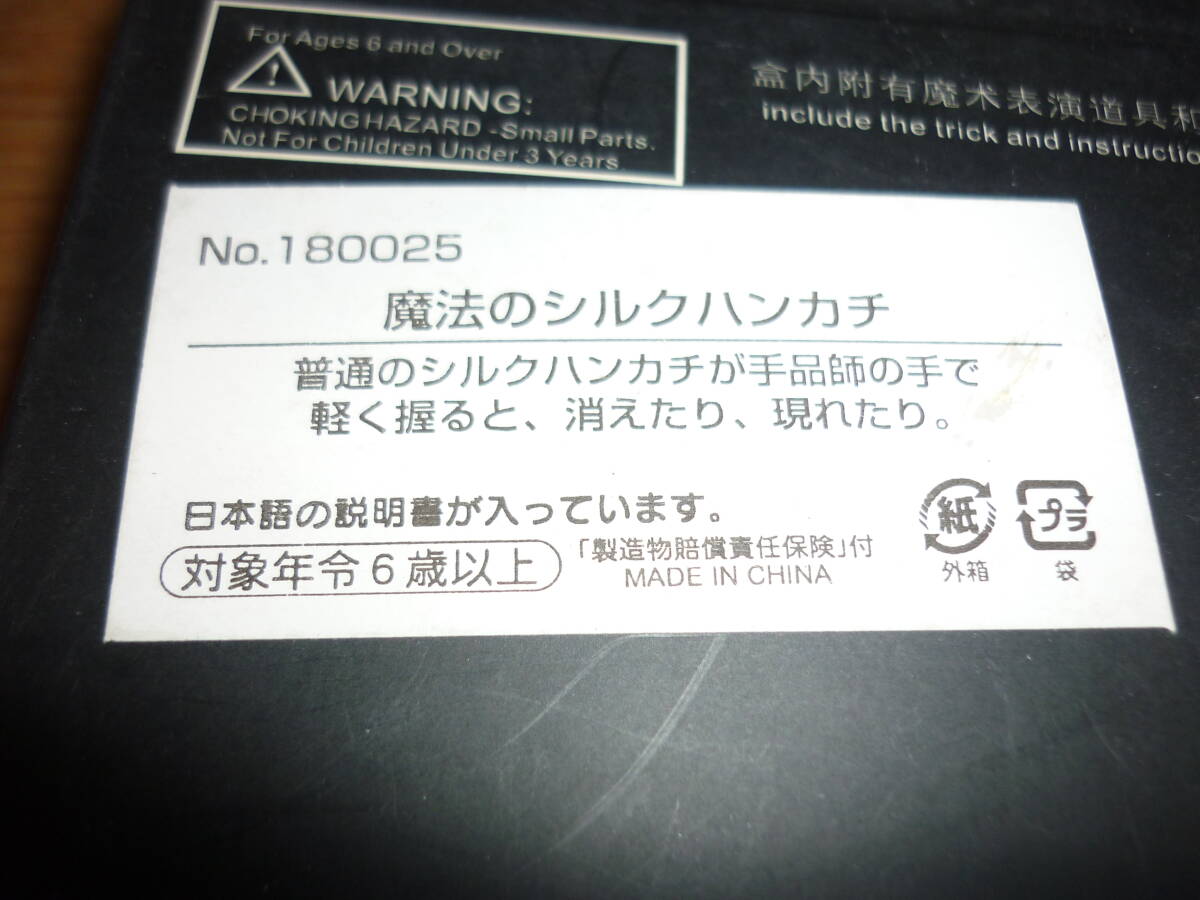 For Ages 6 and Over
WARNING:
CHOKING HAZARD - Small Parts.
Not For Children Under 3 Years
盒内附有魔术表演道具和
include the trick and instructio
No.180025
魔法のシルクハンカチ
普通のシルクハンカチが手品師の手で
軽く握ると、消えたり、現れたり。
日本語の説明書が入っています。
対象年令6歳以上
「製造物賠償責任保険」付
MADE IN CHINA
紙
外箱
プラ
袋